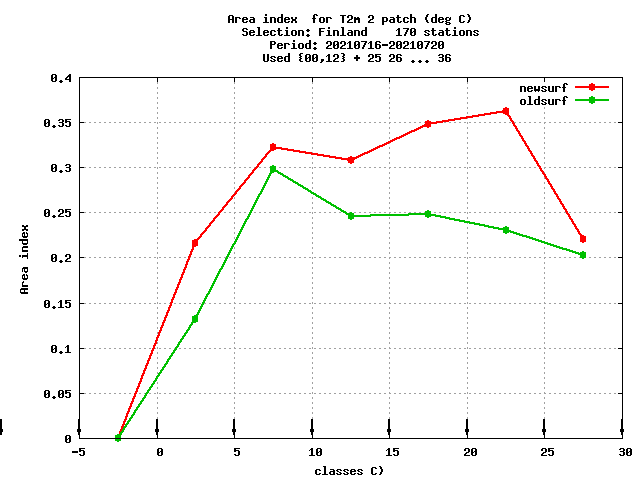 Area index  for T2m 2 patch (deg C)
Selection: Finland    170 stations
Period: 20210716-20210720
Used {00,12} + 25 26 ... 36
newsurf
oldsurf
0.4
0.35
0.3
0.25
0.2
0.15
0.1
0.05
0
Area index
-5 0 5 10 15 20 25 30
classes C)